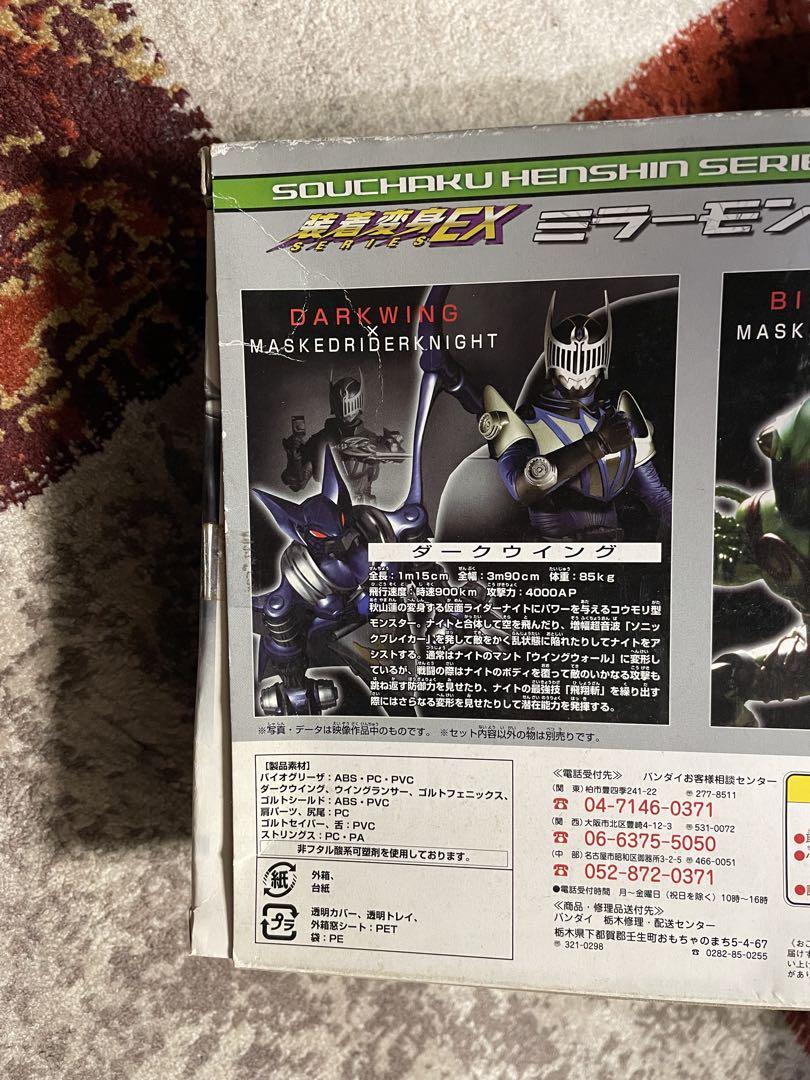 SOUCHAKU HENSHIN SERIE
装着変身EX
SERIES
ミラーモン
DARKWING
×
MASKEDRIDERKNIGHT
BI
MASK
ダークウイング
全長:1m15cm 全幅:3m90cm 体重:85kg
飛行速度:時速900km 攻撃力:4000AP
秋山蓮の変身する仮面ライダーナイトにパワーを与えるコウモリ型
モンスター。ナイトと合体して空を飛んだり、増幅超音波「ソニッ
クブレイカー」を発して敵をかく乱状態に陥れたりしてナイトをア
シストする。通常はナイトのマント「ウイングウォール」に変形し
ているが、戦闘の際はナイトのボディを覆って敵のいかなる攻撃も
跳ね返す防御力を見せたり、ナイトの最強技「飛翔斬」を繰り出す
際にはさらなる変形を見せたりして潜在能力を発揮する。
※写真・データは映像作品中のものです。 ※セット内容以外の物は別売りです。
【製品素材】
バイオグリーザ:ABS・PC・PVC
ダークウイング、ウイングランサー、ゴルトフェニックス、
ゴルトシールド:ABS・PVC
肩パーツ、尻尾:PC
ゴルトセイバー、舌:PVC
ストリングス:PC・PA
非フタル酸系可塑剤を使用しております。
紙
外箱、
台紙
プラ
透明カバー、透明トレイ、
外箱窓シート:PET
袋:PE
≪電話受付先≫ バンダイお客様相談センター
(関 東)柏市豊四季241-22 〠277-8511
☎ 04-7146-0371
(関 西)大阪市北区豊崎4-12-3 〠531-0072
☎ 06-6375-5050
(中 部)名古屋市昭和区御器所3-2-5 〠466-0051
☎ 052-872-0371
●電話受付時間 月〜金曜日(祝日を除く)10時〜16時
≪商品・修理品送付先≫
バンダイ 栃木修理・配送センター
栃木県下都賀郡壬生町おもちゃのまち5-4-67
〠321-0298 ☎ 0282-85-0255
《おこ
届けす
い上げ
があり